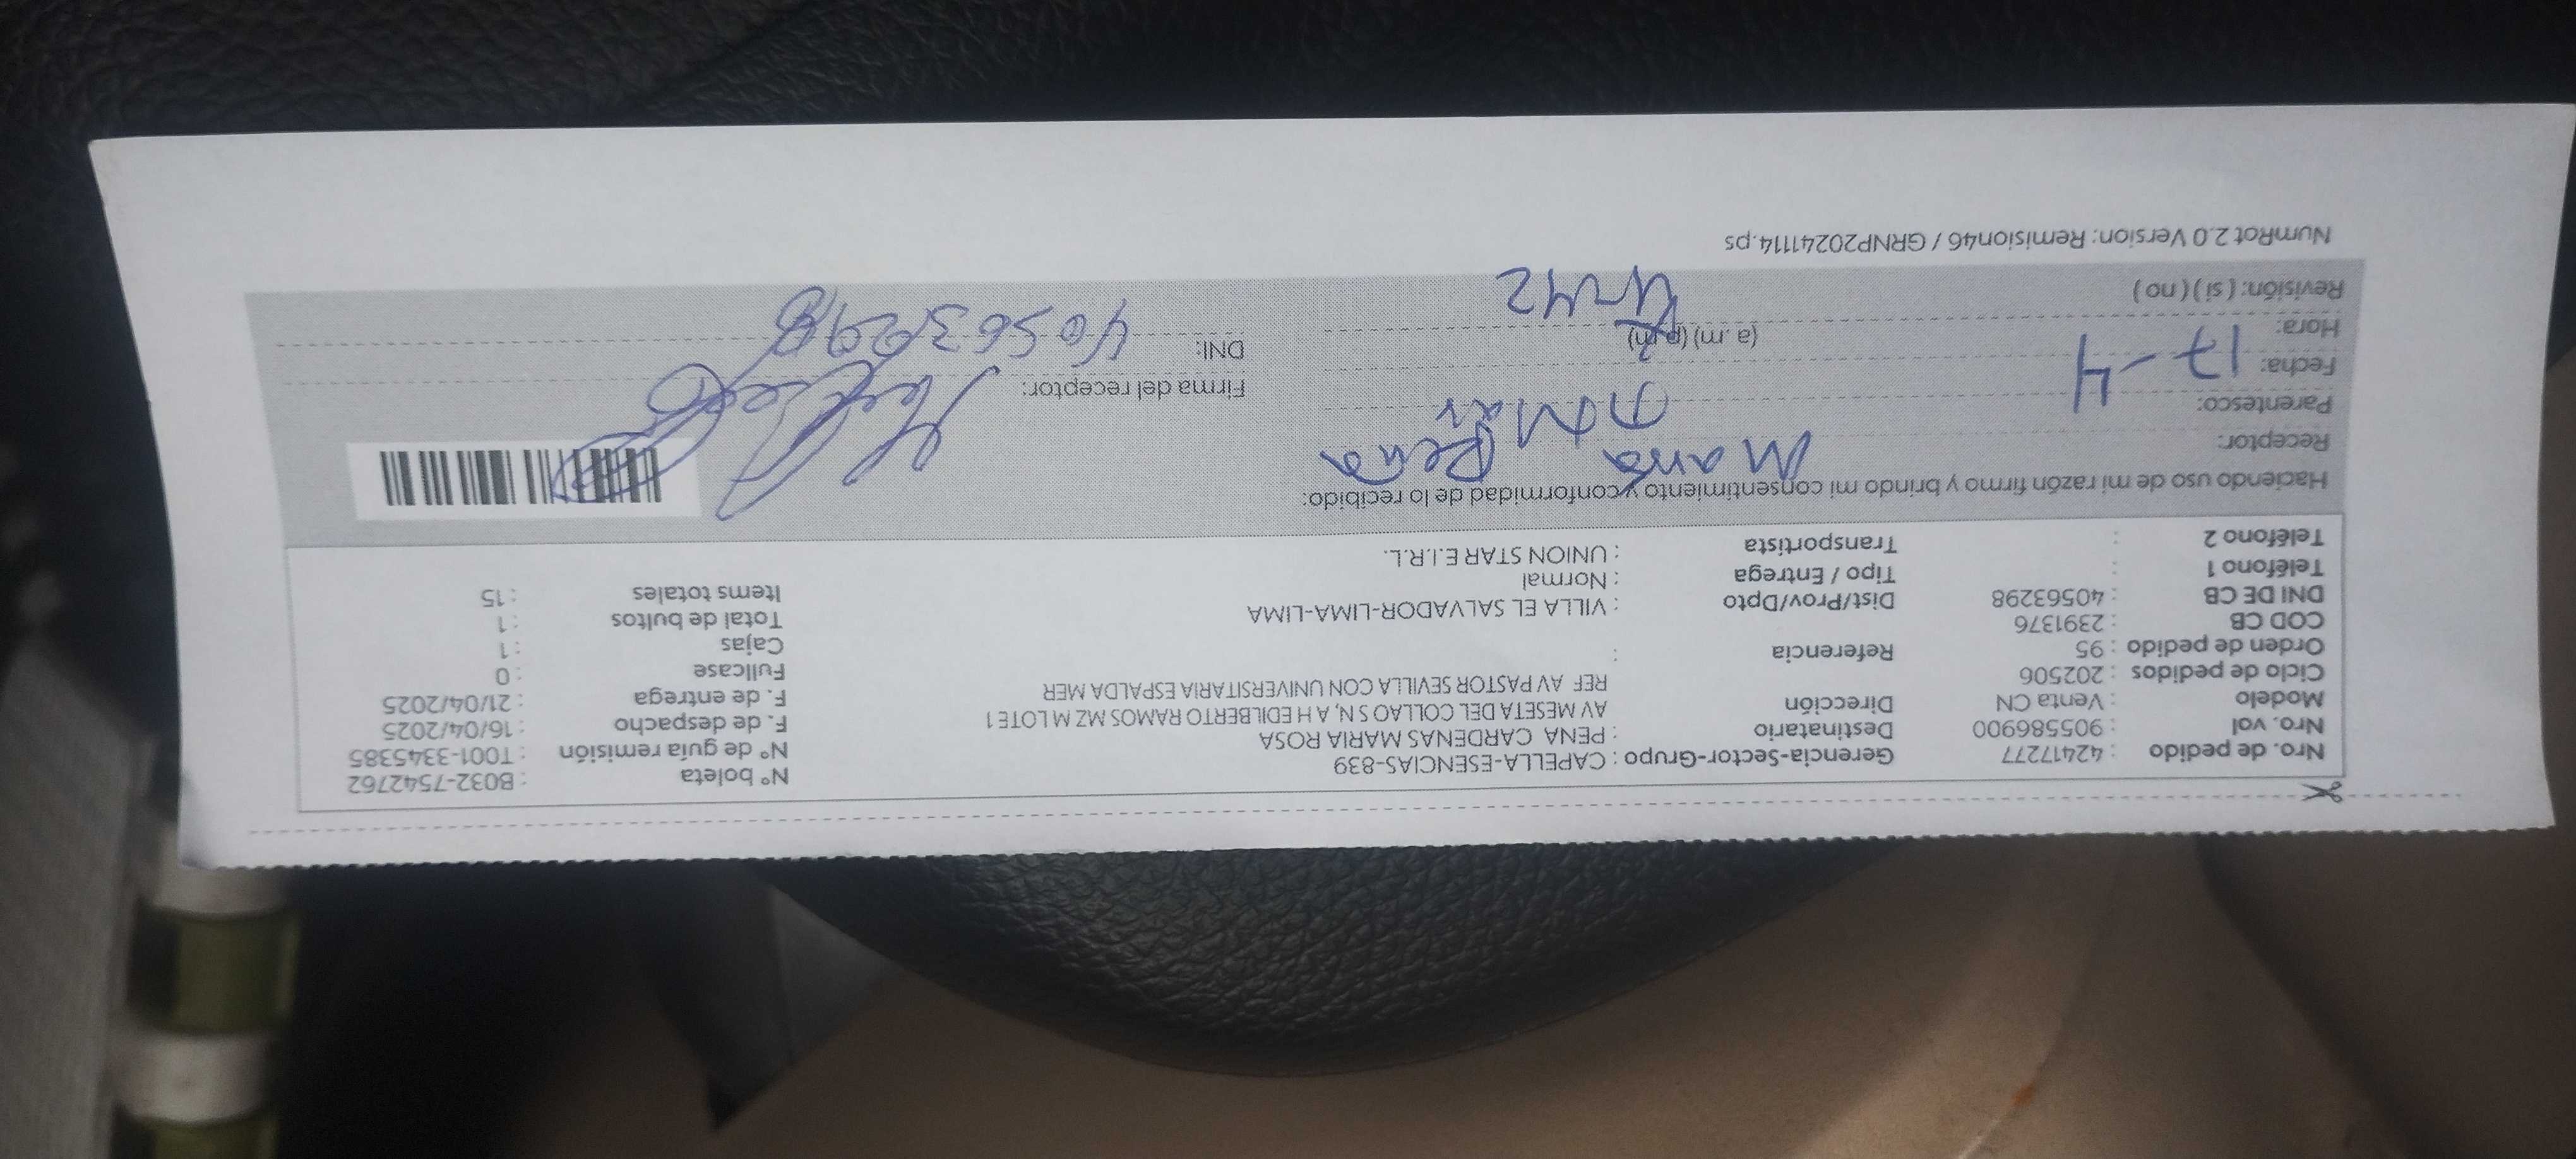 Nro. de pedido : 42417277 Gerencia-Sector-Grupo : CAPELLA-ESENCIAS-839 N° boleta : B032-7542762
Nro. val : 905586900 Destinatario : PENA CARDENAS MARIA ROSA N° de guía remisión : T001-3345385
Modelo : Venta CN Dirección AV MESETA DEL COLLAO S N, A H EDILBERTO RAMOS MZ M LOTE 1 F. de despacho : 16/04/2025
Ciclo de pedidos : 202506 REF AV PASTOR SEVILLA CON UNIVERSITARIA ESPALDA MER F. de entrega : 21/04/2025
Orden de pedido : 95 Referencia : Fullcase : 0
COD CB : 2391376 Cajas : 1
DNI DE CB : 40563298 Dist/Prov/Dpto : VILLA EL SALVADOR-LIMA-LIMA Total de bultos : 1
Teléfono 1 : Tipo / Entrega : Normal Items totales : 15
Teléfono 2 : Transportista : UNION STAR E.I.R.L.
Haciendo uso de mi razón firmo y brindo mi consentimiento y conformidad de lo recibido:
Receptor: Maria Peña
Parentesco:
Fecha: 17-4 Firma del receptor:
Hora: (a.m) (p.m) DNI: 40563298
Revisión: ( si ) ( no )
NumRot 2.0 Version: Remision46 / GRNP20241114.ps